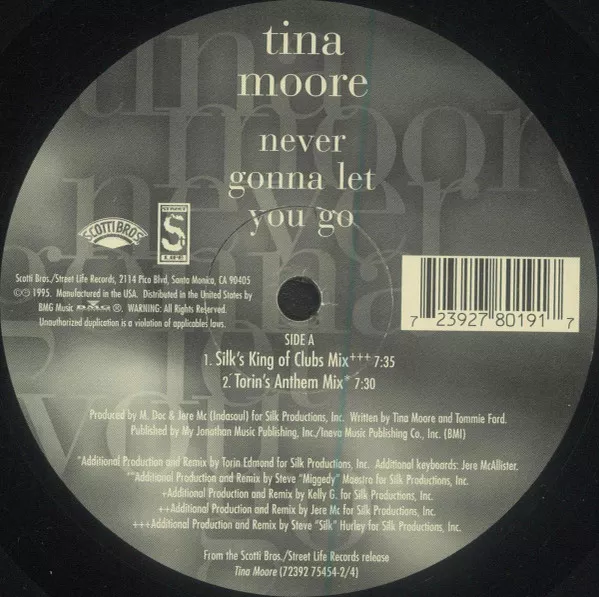 tina
moore
never
gonna let
you go
SCOTTI BROS.
STREET
S
LIFE
Scotti Bros./Street Life Records, 2114 Pico Blvd, Santa Monica, CA 90405
©℗ 1995. Manufactured in the USA. Distributed in the United States by
BMG Music BMG ®. WARNING: All Rights Reserved.
Unauthorized duplication is a violation of applicables laws.
7 23927 80191 7
SIDE A
1. Silk's King of Clubs Mix+++ 7:35
2. Torin's Anthem Mix* 7:30
Produced by M. Doc & Jere Mc (Indasoul) for Silk Productions, Inc. Written by Tina Moore and Tommie Ford.
Published by My Jonathan Music Publishing, Inc./Inova Music Publishing Co., Inc. (BMI)
*Additional Production and Remix by Torin Edmond for Silk Productions, Inc. Additional keyboards: Jere McAllister.
**Additional Production and Remix by Steve "Miggedy" Maestro for Silk Productions, Inc.
+Additional Production and Remix by Kelly G. for Silk Productions, Inc.
++Additional Production and Remix by Jere Mc for Silk Productions, Inc.
+++Additional Production and Remix by Steve "Silk" Hurley for Silk Productions, Inc.
From the Scotti Bros./Street Life Records release
Tina Moore (72392 75454-2/4)